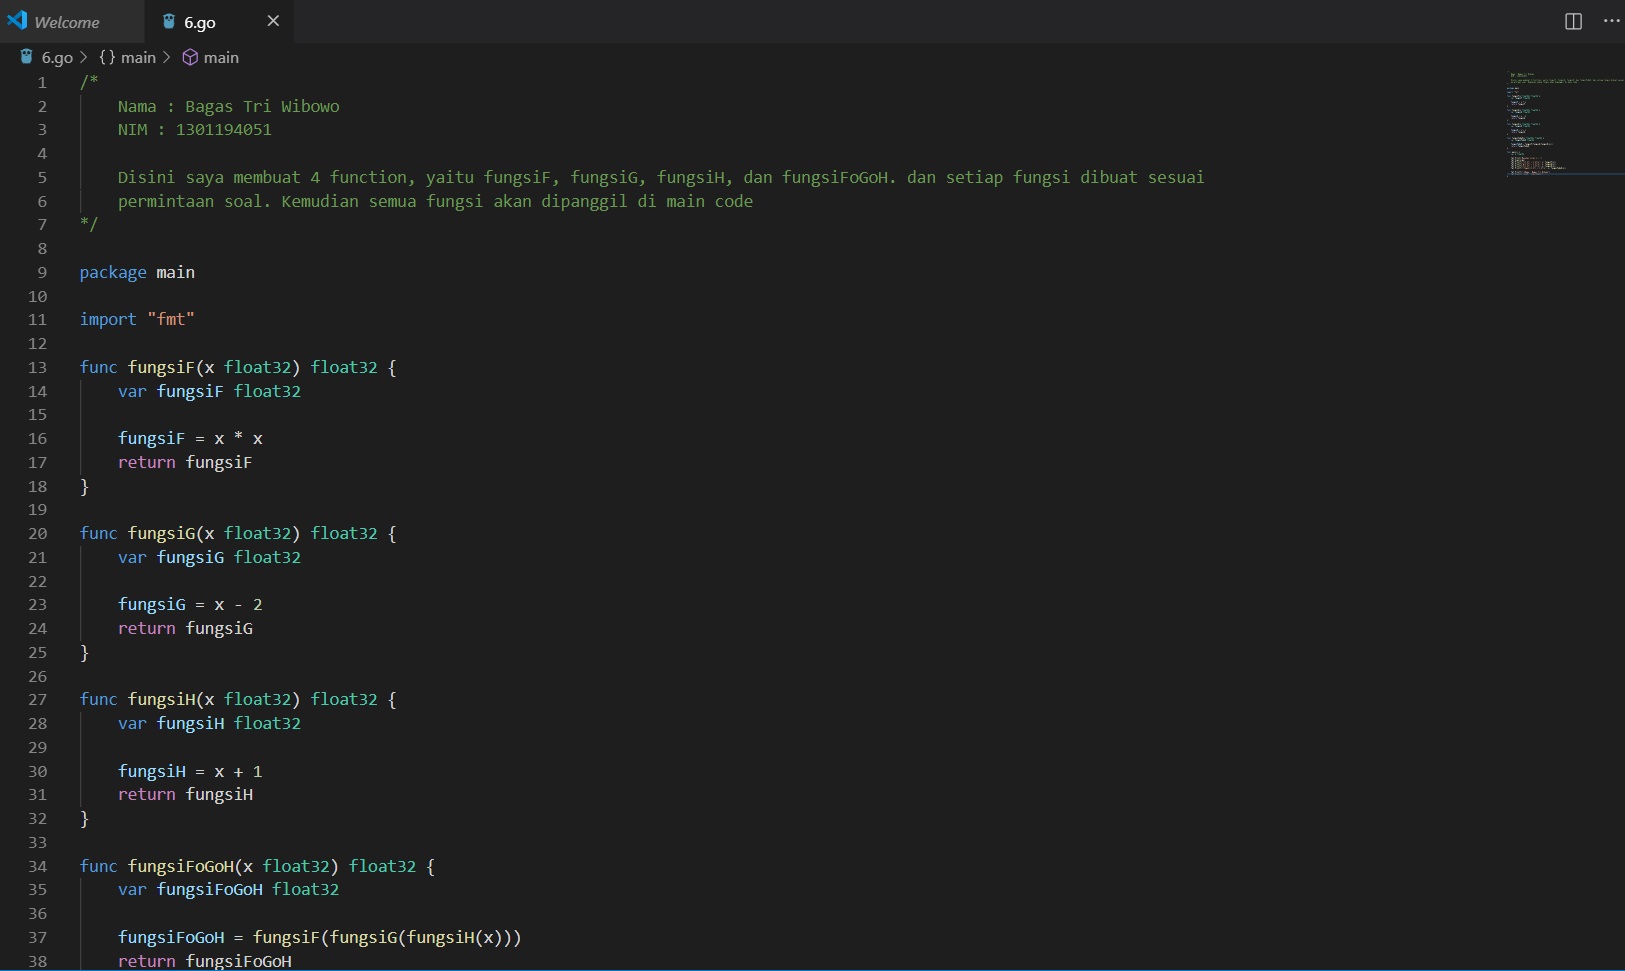 Welcome
6.go
6.go > {} main > main
1 /*
2 Nama : Bagas Tri Wibowo
3 NIM : 1301194051
4
5 Disini saya membuat 4 function, yaitu fungsiF, fungsiG, fungsiH, dan fungsiFoGoH. dan setiap fungsi dibuat sesuai
6 permintaan soal. Kemudian semua fungsi akan dipanggil di main code
7 */
8
9 package main
10
11 import "fmt"
12
13 func fungsiF(x float32) float32 {
14 var fungsiF float32
15
16 fungsiF = x * x
17 return fungsiF
18 }
19
20 func fungsiG(x float32) float32 {
21 var fungsiG float32
22
23 fungsiG = x - 2
24 return fungsiG
25 }
26
27 func fungsiH(x float32) float32 {
28 var fungsiH float32
29
30 fungsiH = x + 1
31 return fungsiH
32 }
33
34 func fungsiFoGoH(x float32) float32 {
35 var fungsiFoGoH float32
36
37 fungsiFoGoH = fungsiF(fungsiG(fungsiH(x)))
38 return fungsiFoGoH